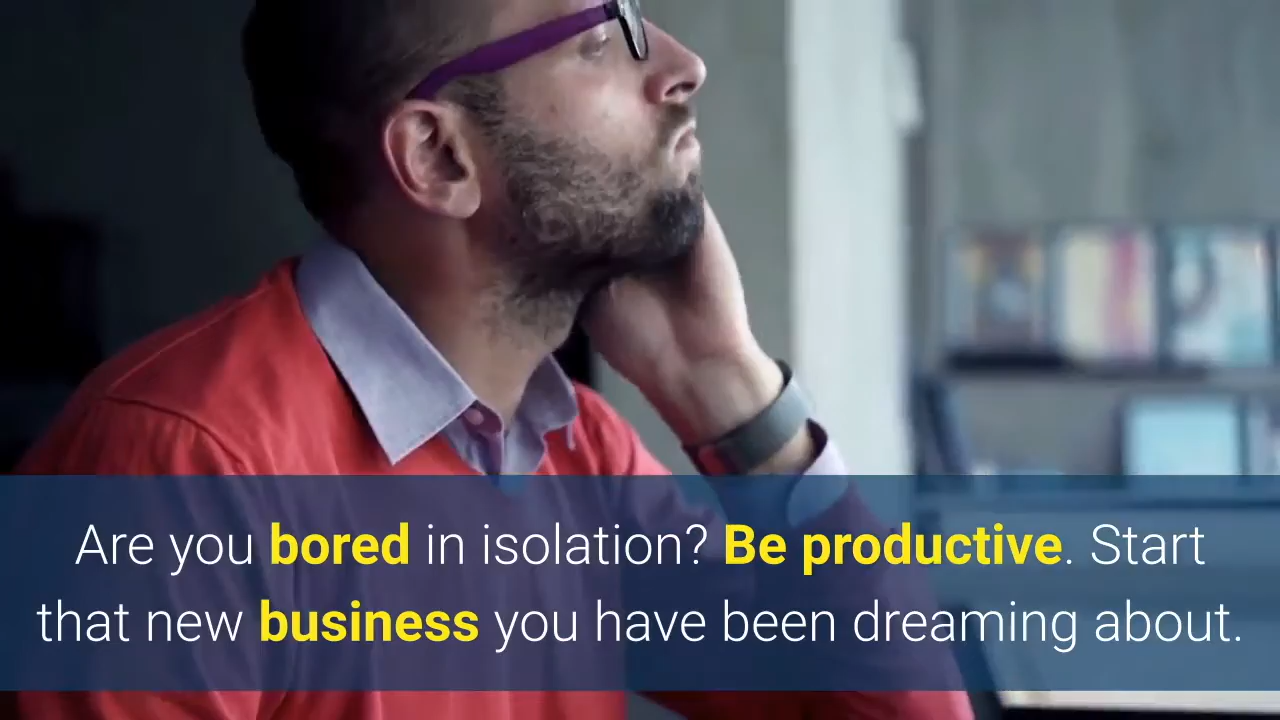 Are you bored in isolation? Be productive. Start
that new business you have been dreaming about.